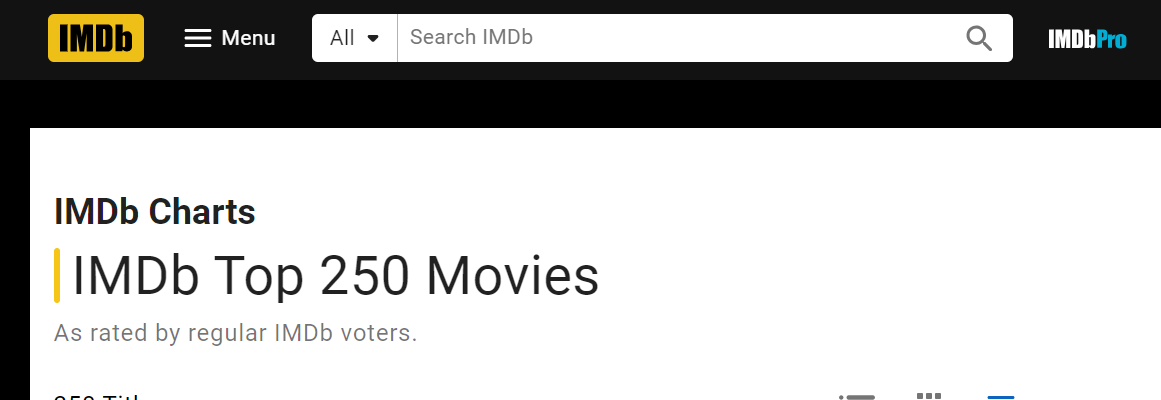 IMDb Menu All Search IMDb IMDbPro
IMDb Charts
IMDb Top 250 Movies
As rated by regular IMDb voters.